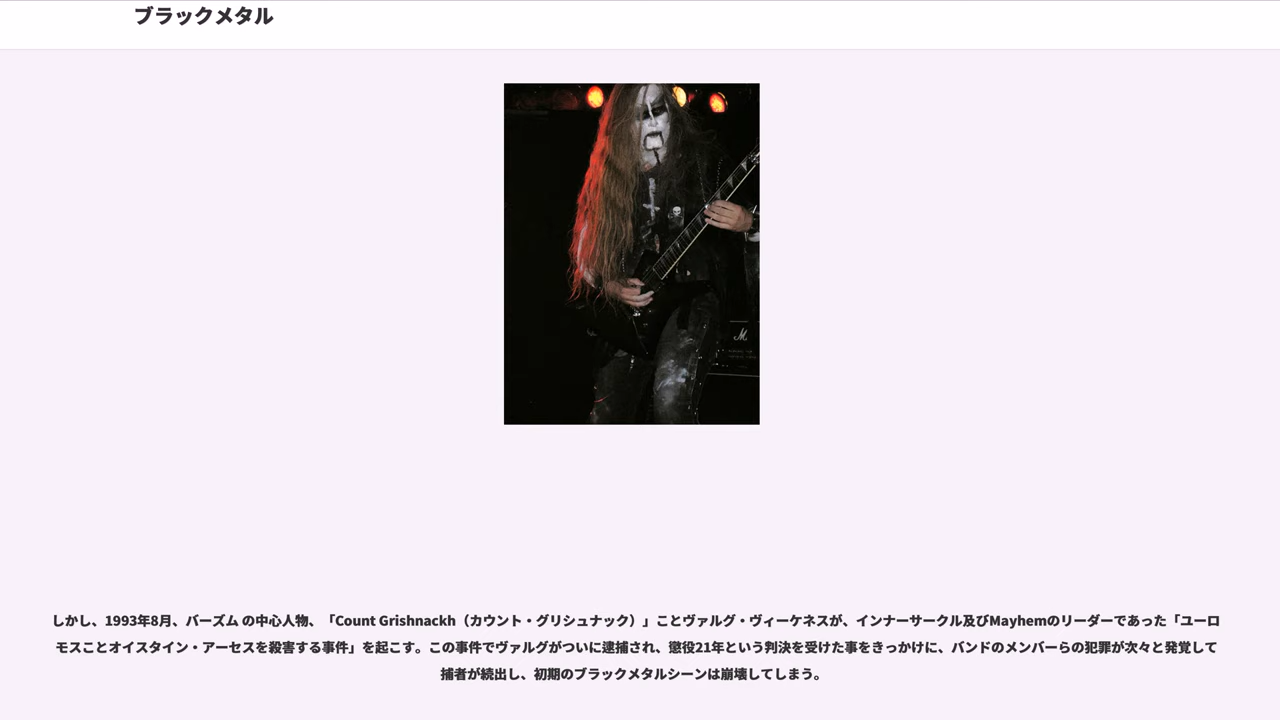 ブラックメタル
しかし、1993年8月、バーズム の中心人物、「Count Grishnackh（カウント・グリシュナック）」ことヴァルグ・ヴィーケネスが、インナーサークル及びMayhemのリーダーであった「ユーロ
モスことオイスタイン・アーセスを殺害する事件」を起こす。この事件でヴァルグがついに逮捕され、懲役21年という判決を受けた事をきっかけに、バンドのメンバーらの犯罪が次々と発覚して
捕者が続出し、初期のブラックメタルシーンは崩壊してしまう。